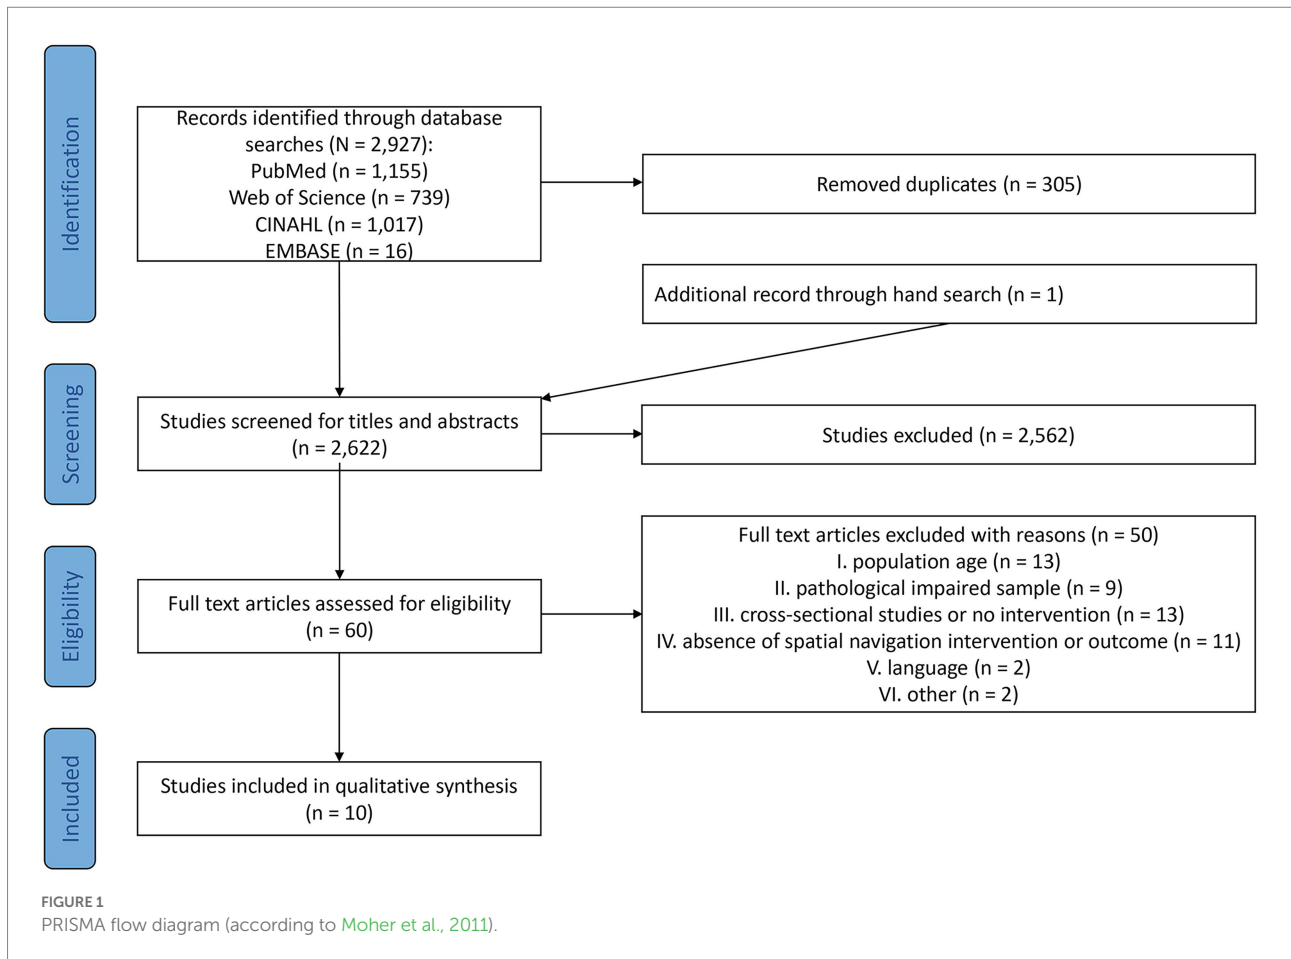 Identification
Records identified through database
searches (N = 2,927):
PubMed (n = 1,155)
Web of Science (n = 739)
CINAHL (n = 1,017)
EMBASE (n = 16)
Removed duplicates (n = 305)
Additional record through hand search (n = 1)
Screening
Studies screened for titles and abstracts
(n = 2,622)
Studies excluded (n = 2,562)
Eligibility
Full text articles assessed for eligibility
(n = 60)
Full text articles excluded with reasons (n = 50)
I. population age (n = 13)
II. pathological impaired sample (n = 9)
III. cross-sectional studies or no intervention (n = 13)
IV. absence of spatial navigation intervention or outcome (n = 11)
V. language (n = 2)
VI. other (n = 2)
Included
Studies included in qualitative synthesis
(n = 10)
FIGURE 1
PRISMA flow diagram (according to Moher et al., 2011).